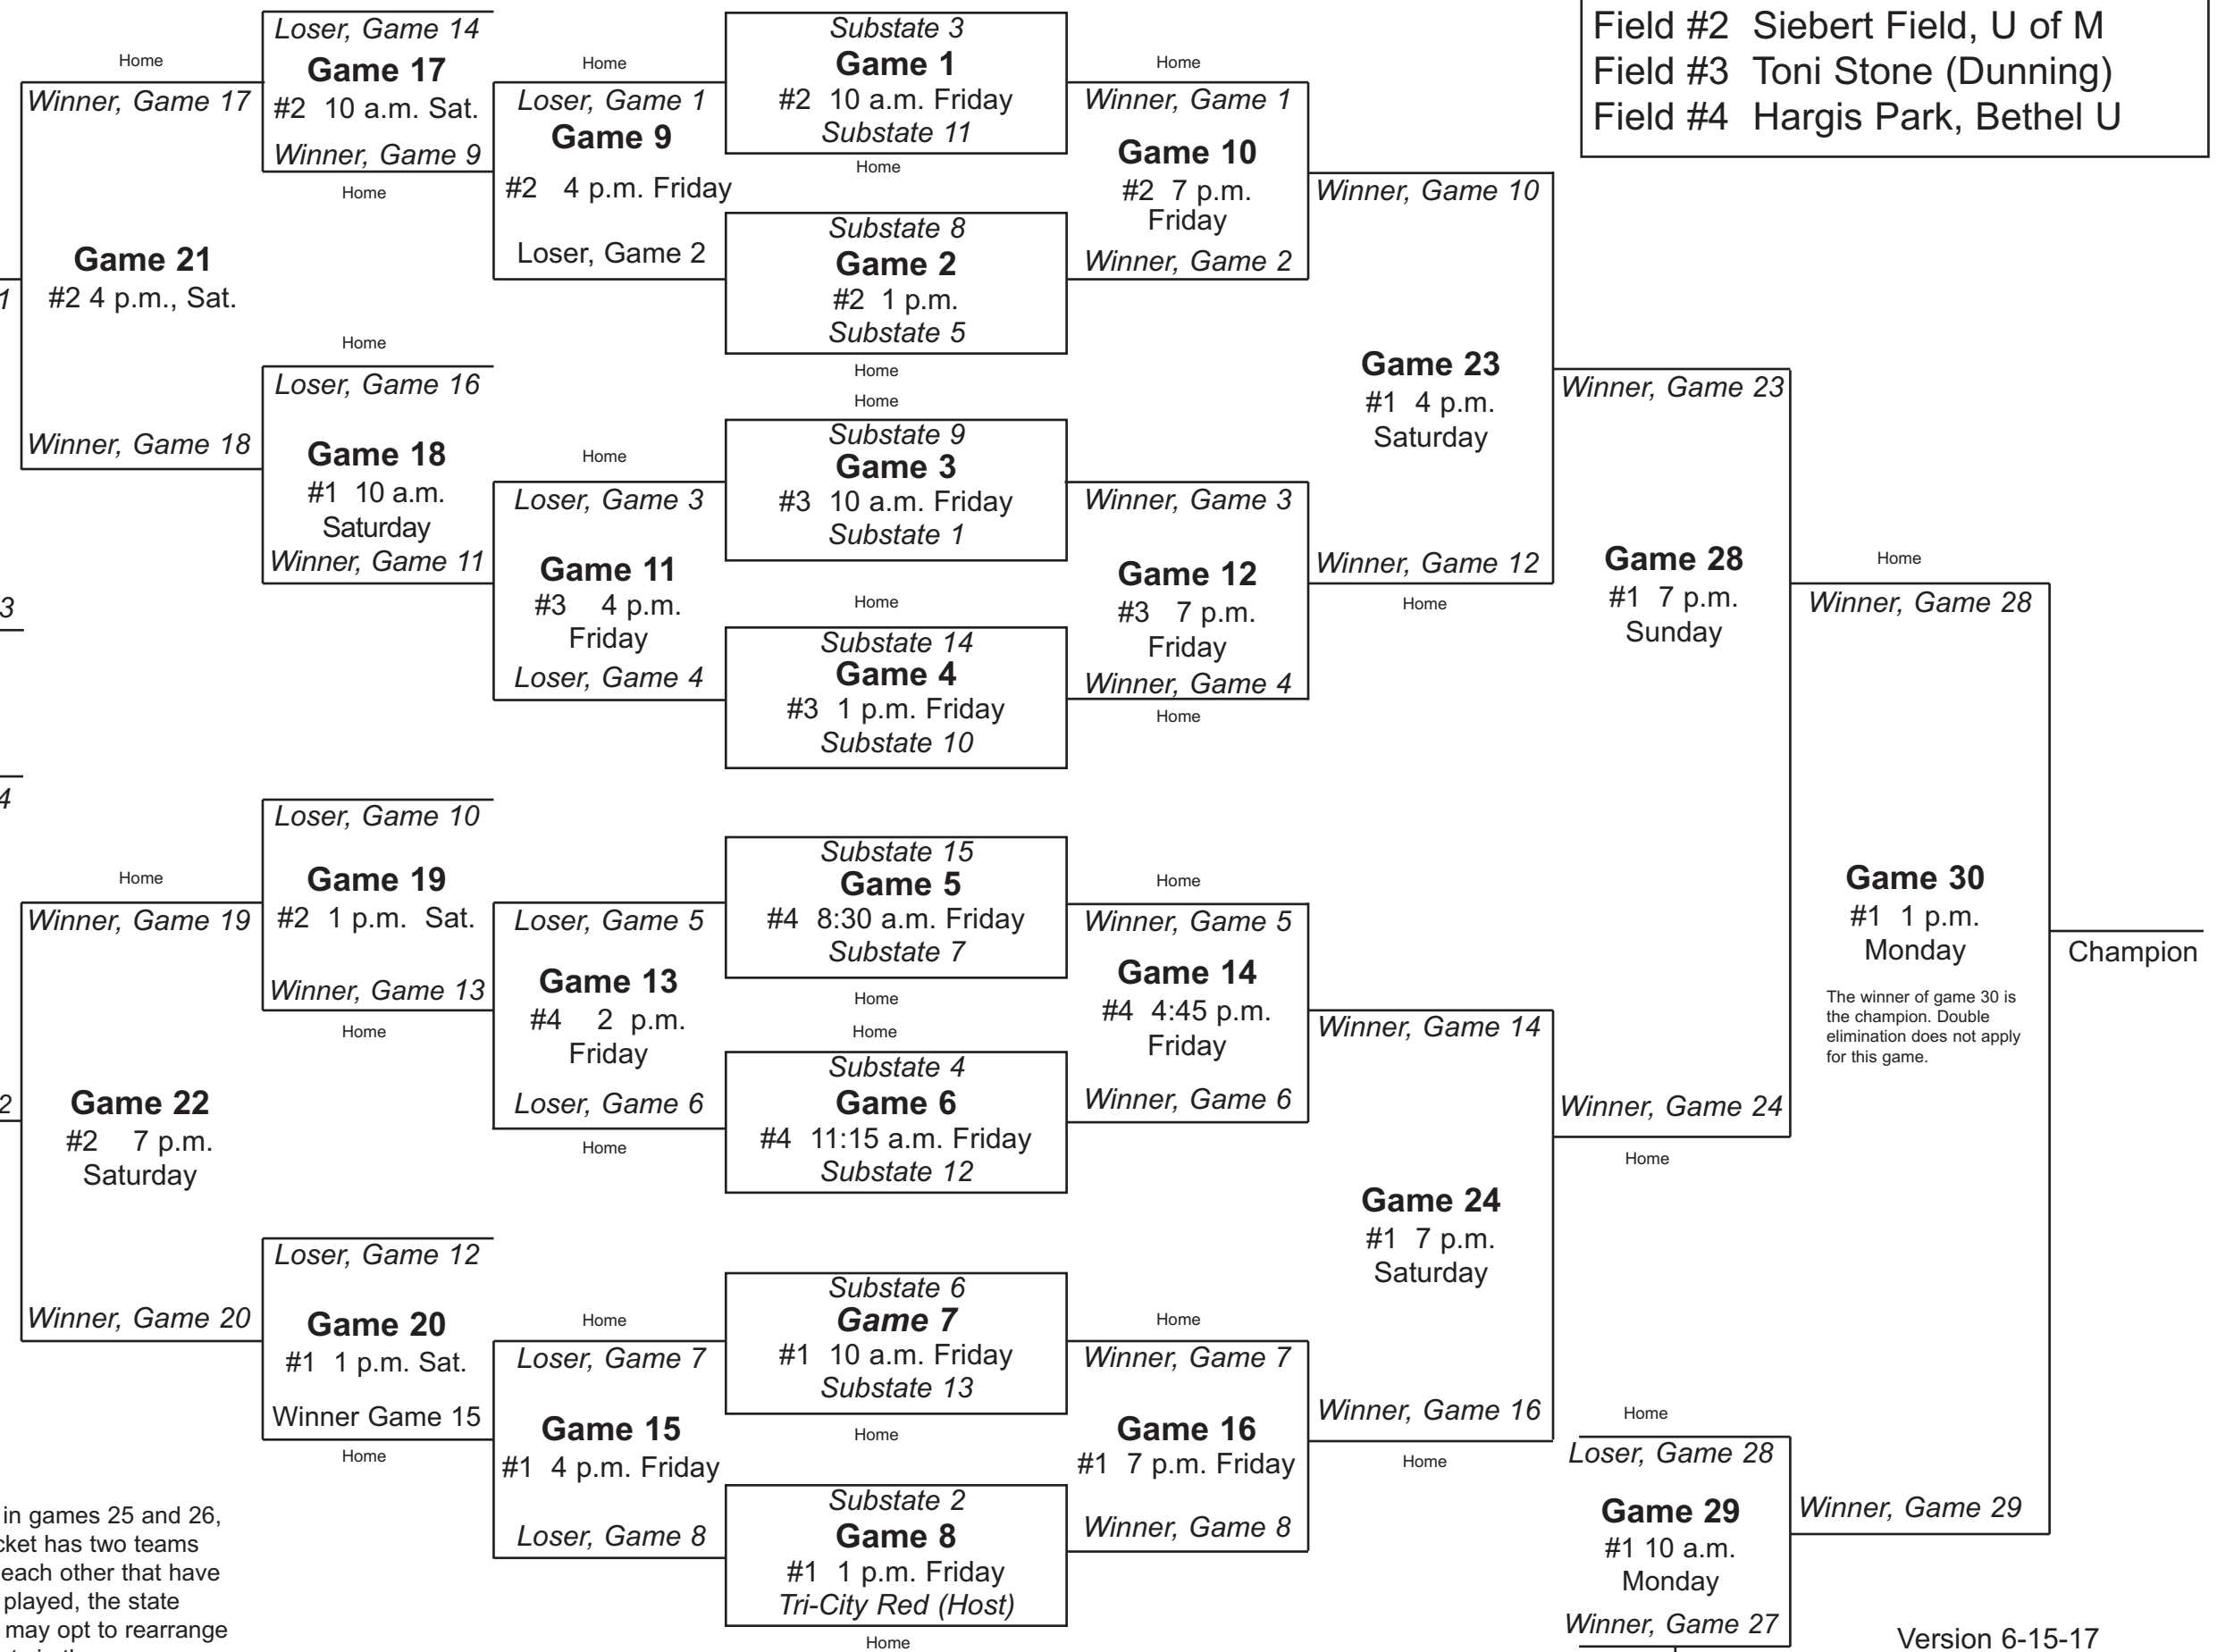 Field #2 Siebert Field, U of M
Field #3 Toni Stone (Dunning)
Field #4 Hargis Park, Bethel U
Home
Winner, Game 17
Game 21
#2 4 p.m., Sat.
Winner, Game 18
1
3
4
Home
Winner, Game 19
Game 22
#2 7 p.m.
Saturday
Winner, Game 20
2
in games 25 and 26,
cket has two teams
each other that have
played, the state
may opt to rearrange
Loser, Game 14
Game 17
#2 10 a.m. Sat.
Winner, Game 9
Home
Home
Loser, Game 16
Game 18
#1 10 a.m.
Saturday
Winner, Game 11
Loser, Game 10
Game 19
#2 1 p.m. Sat.
Winner, Game 13
Home
Loser, Game 12
Game 20
#1 1 p.m. Sat.
Winner Game 15
Home
Home
Loser, Game 1
Game 9
#2 4 p.m. Friday
Loser, Game 2
Home
Loser, Game 3
Game 11
#3 4 p.m.
Friday
Loser, Game 4
Loser, Game 5
Game 13
#4 2 p.m.
Friday
Loser, Game 6
Home
Home
Loser, Game 7
Game 15
#1 4 p.m. Friday
Loser, Game 8
Substate 3
Game 1
#2 10 a.m. Friday
Substate 11
Home
Substate 8
Game 2
#2 1 p.m.
Substate 5
Home
Home
Substate 9
Game 3
#3 10 a.m. Friday
Substate 1
Home
Substate 14
Game 4
#3 1 p.m. Friday
Substate 10
Substate 15
Game 5
#4 8:30 a.m. Friday
Substate 7
Home
Home
Substate 4
Game 6
#4 11:15 a.m. Friday
Substate 12
Substate 6
Game 7
#1 10 a.m. Friday
Substate 13
Home
Substate 2
Game 8
#1 1 p.m. Friday
Tri-City Red (Host)
Home
Home
Winner, Game 1
Game 10
#2 7 p.m.
Friday
Winner, Game 2
Winner, Game 3
Game 12
#3 7 p.m.
Friday
Winner, Game 4
Home
Home
Winner, Game 5
Game 14
#4 4:45 p.m.
Friday
Winner, Game 6
Home
Winner, Game 7
Game 16
#1 7 p.m. Friday
Winner, Game 8
Winner, Game 10
Game 23
#1 4 p.m.
Saturday
Winner, Game 12
Home
Winner, Game 14
Game 24
#1 7 p.m.
Saturday
Winner, Game 16
Home
Winner, Game 23
Game 28
#1 7 p.m.
Sunday
Winner, Game 24
Home
Home
Loser, Game 28
Game 29
#1 10 a.m.
Monday
Winner, Game 27
Home
Winner, Game 28
Game 30
#1 1 p.m.
Monday
The winner of game 30 is
the champion. Double
elimination does not apply
for this game.
Winner, Game 29
Champion
Version 6-15-17